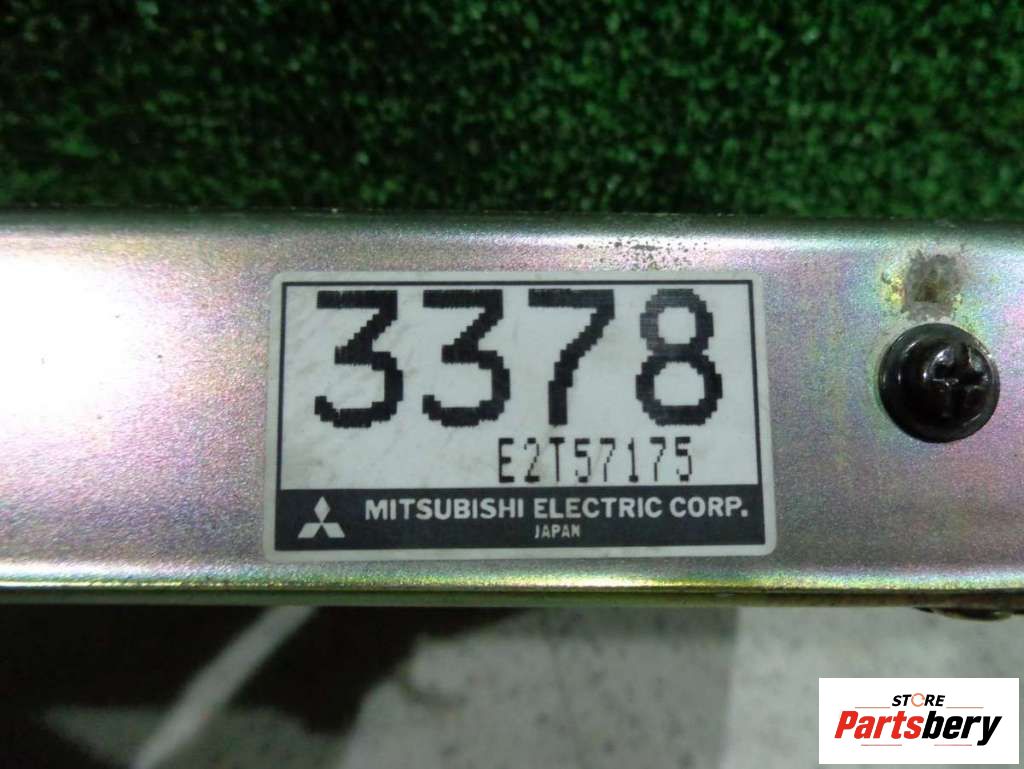 3378
E2T57175
MITSUBISHI ELECTRIC CORP.
JAPAN
STORE
Partsbery